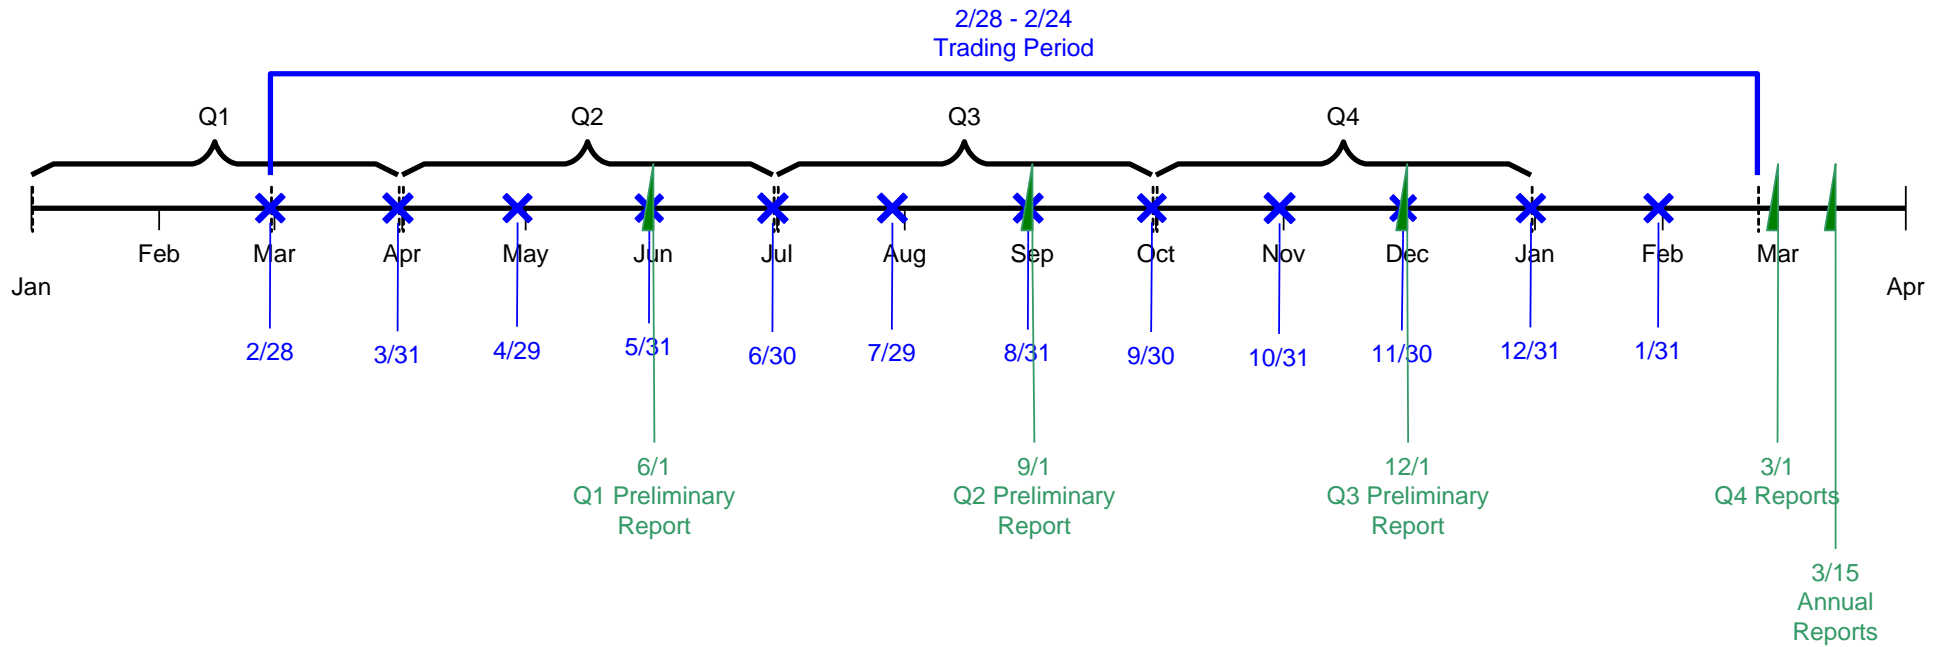 2/28 - 2/24
Trading Period
Q1
Q2
Q3
Q4
Feb
Mar
Apr
May
Jun
Jul
Aug
Sep
Oct
Nov
Dec
Jan
Feb
Mar
Jan
Apr
2/28
3/31
4/29
5/31
6/30
7/29
8/31
9/30
10/31
11/30
12/31
1/31
6/1
Q1 Preliminary
Report
9/1
Q2 Preliminary
Report
12/1
Q3 Preliminary
Report
3/1
Q4 Reports
3/15
Annual
Reports